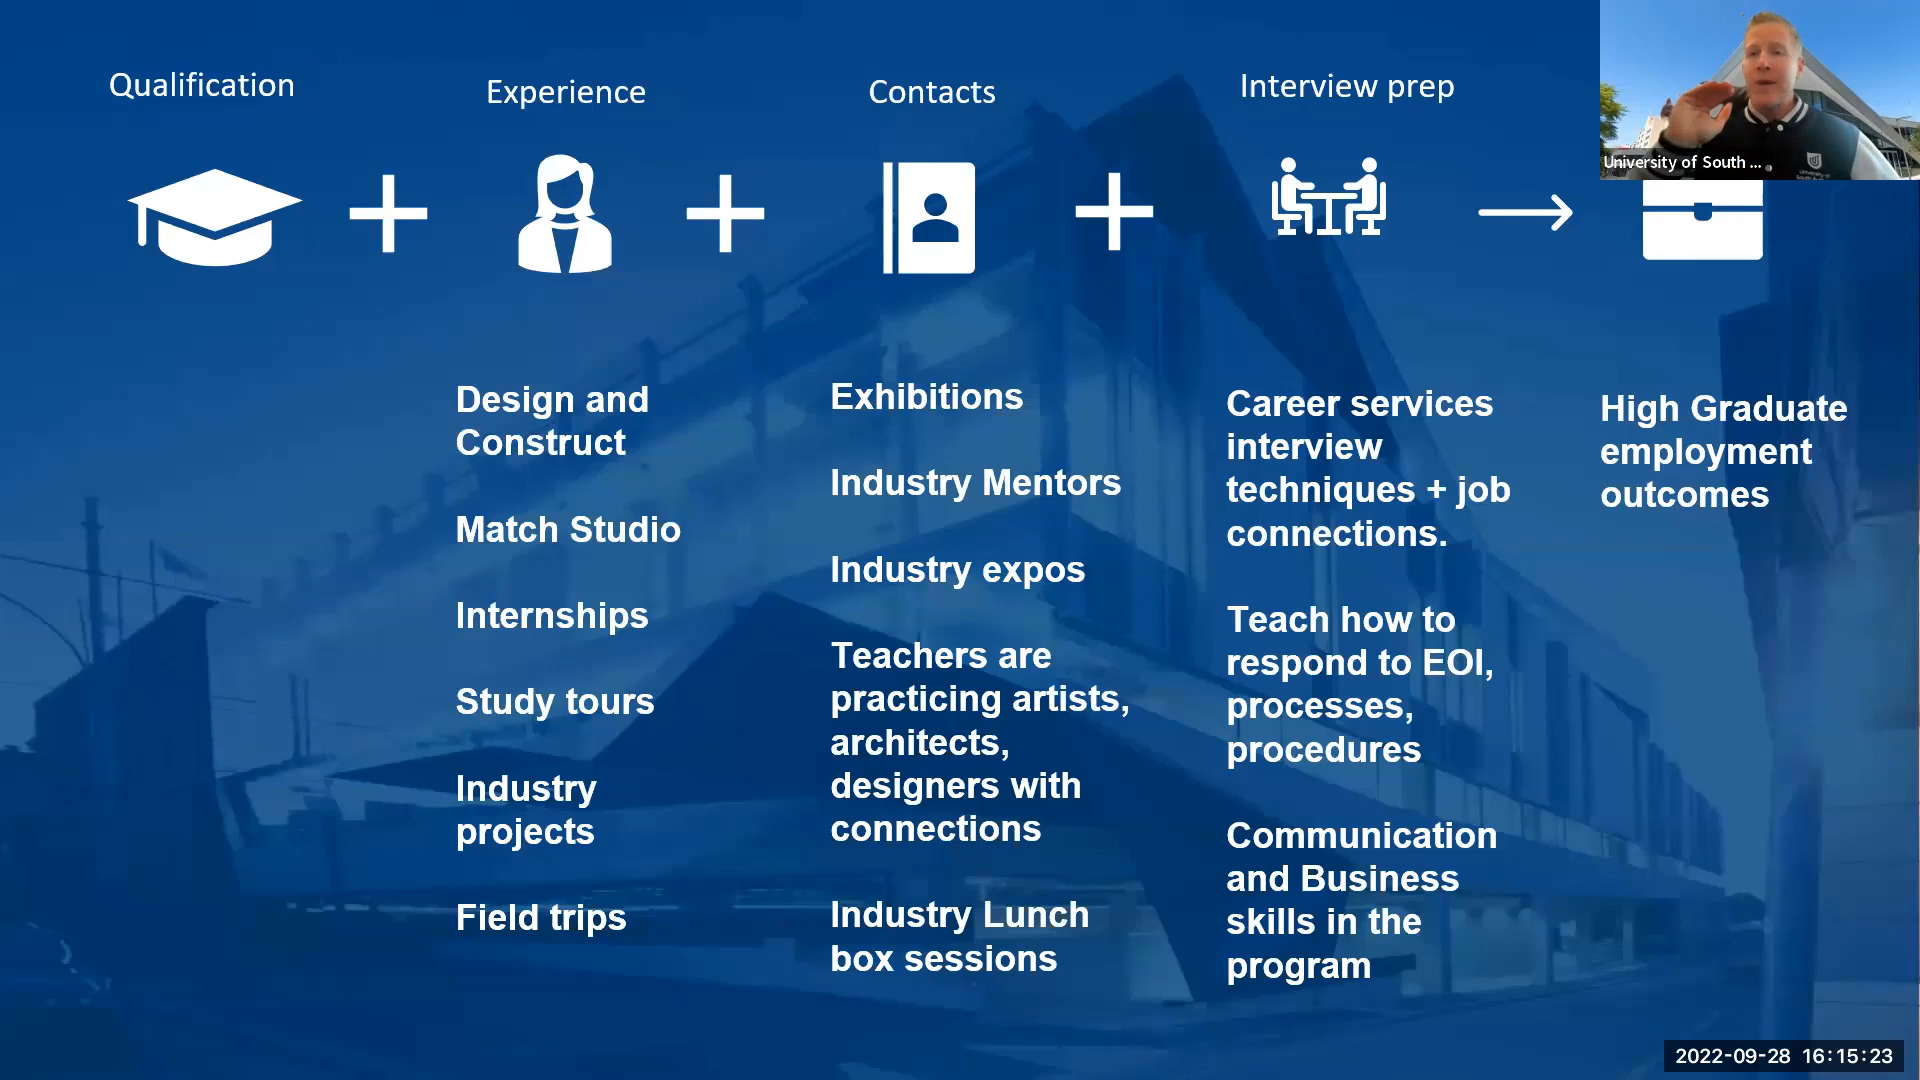 Qualification
Experience
Contacts
Interview prep
University of South ...
Design and
Construct
Match Studio
Internships
Study tours
Industry
projects
Field trips
Exhibitions
Industry Mentors
Industry expos
Teachers are
practicing artists,
architects,
designers with
connections
Industry Lunch
box sessions
Career services
interview
techniques + job
connections.
Teach how to
respond to EOI,
processes,
procedures
Communication
and Business
skills in the
program
High Graduate
employment
outcomes
2022-09-28 16:15:23